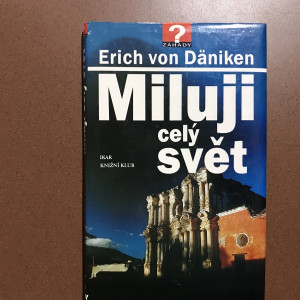 ?
ZÁHADY
Erich von Däniken
Miluji
celý
svět
IKAR
KNIŽNÍ KLUB